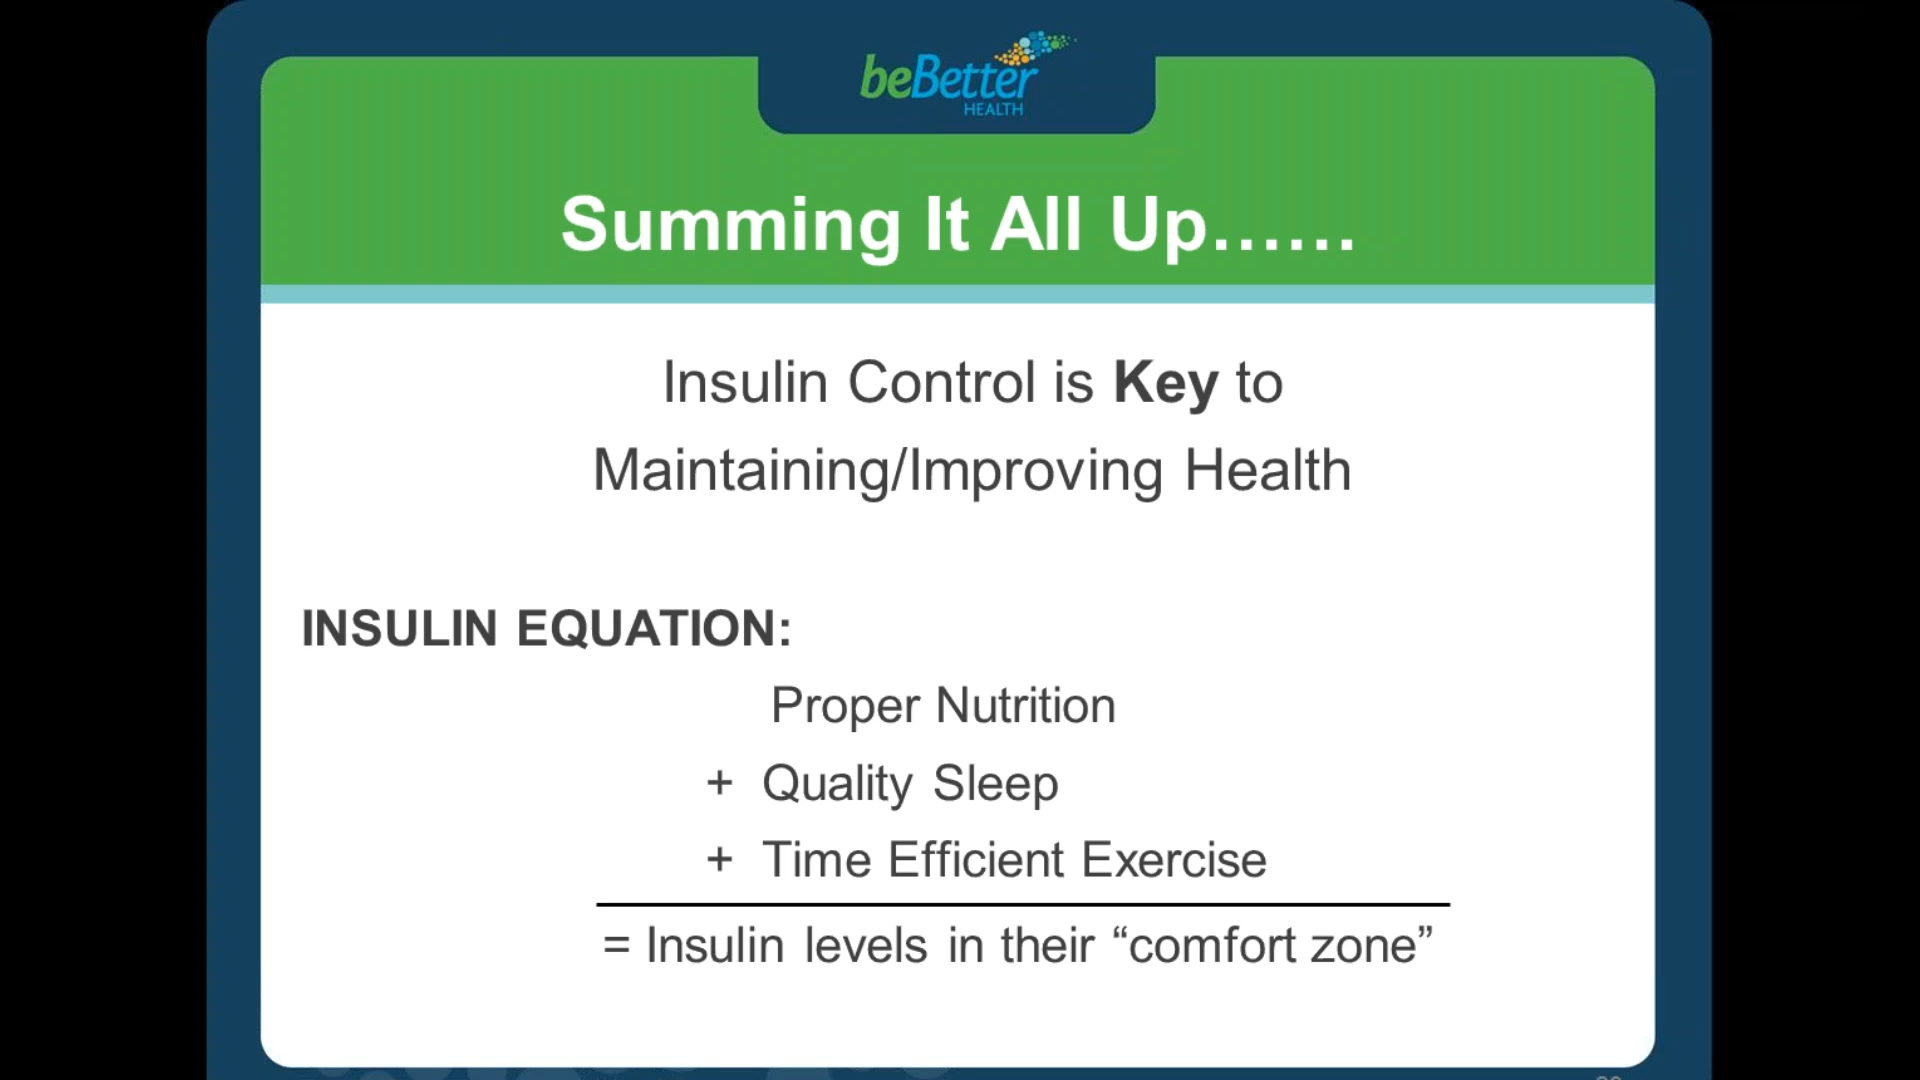 beBetter
HEALTH
Summing It All Up......
Insulin Control is Key to
Maintaining/Improving Health
INSULIN EQUATION:
Proper Nutrition
+ Quality Sleep
+ Time Efficient Exercise
= Insulin levels in their “comfort zone”